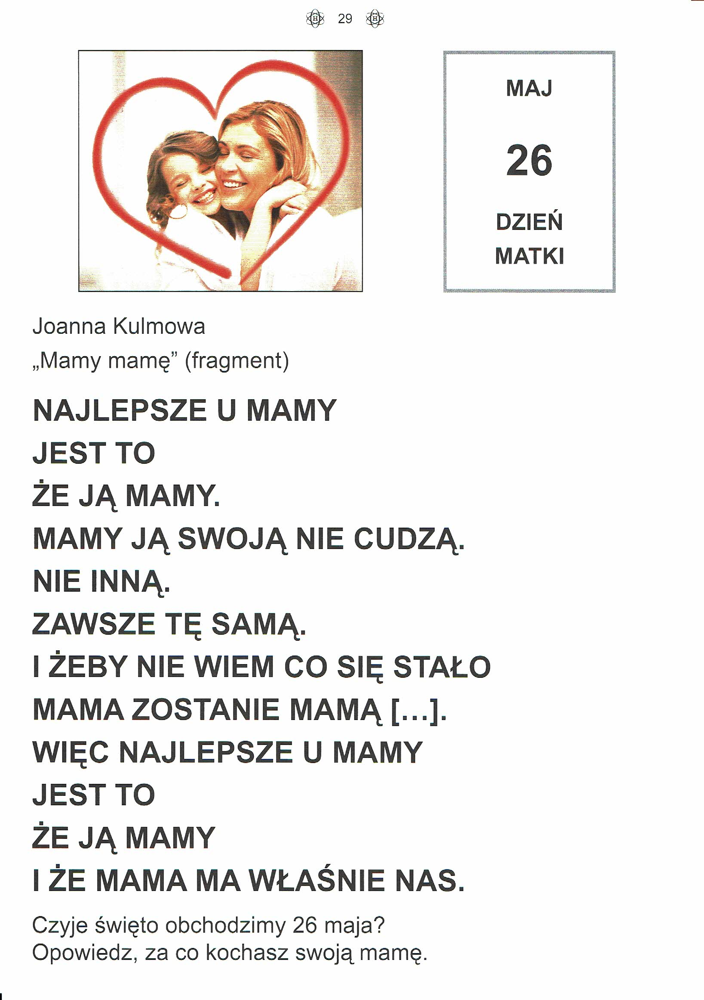 29
MAJ
26
DZIEŃ
MATKI
Joanna Kulmowa
„Mamy mamę” (fragment)
NAJLEPSZE U MAMY
JEST TO
ŻE JĄ MAMY.
MAMY JĄ SWOJĄ NIE CUDZĄ.
NIE INNĄ.
ZAWSZE TĘ SAMĄ.
I ŻEBY NIE WIEM CO SIĘ STAŁO
MAMA ZOSTANIE MAMĄ [...].
WIĘC NAJLEPSZE U MAMY
JEST TO
ŻE JĄ MAMY
I ŻE MAMA MA WŁAŚNIE NAS.
Czyje święto obchodzimy 26 maja?
Opowiedz, za co kochasz swoją mamę.